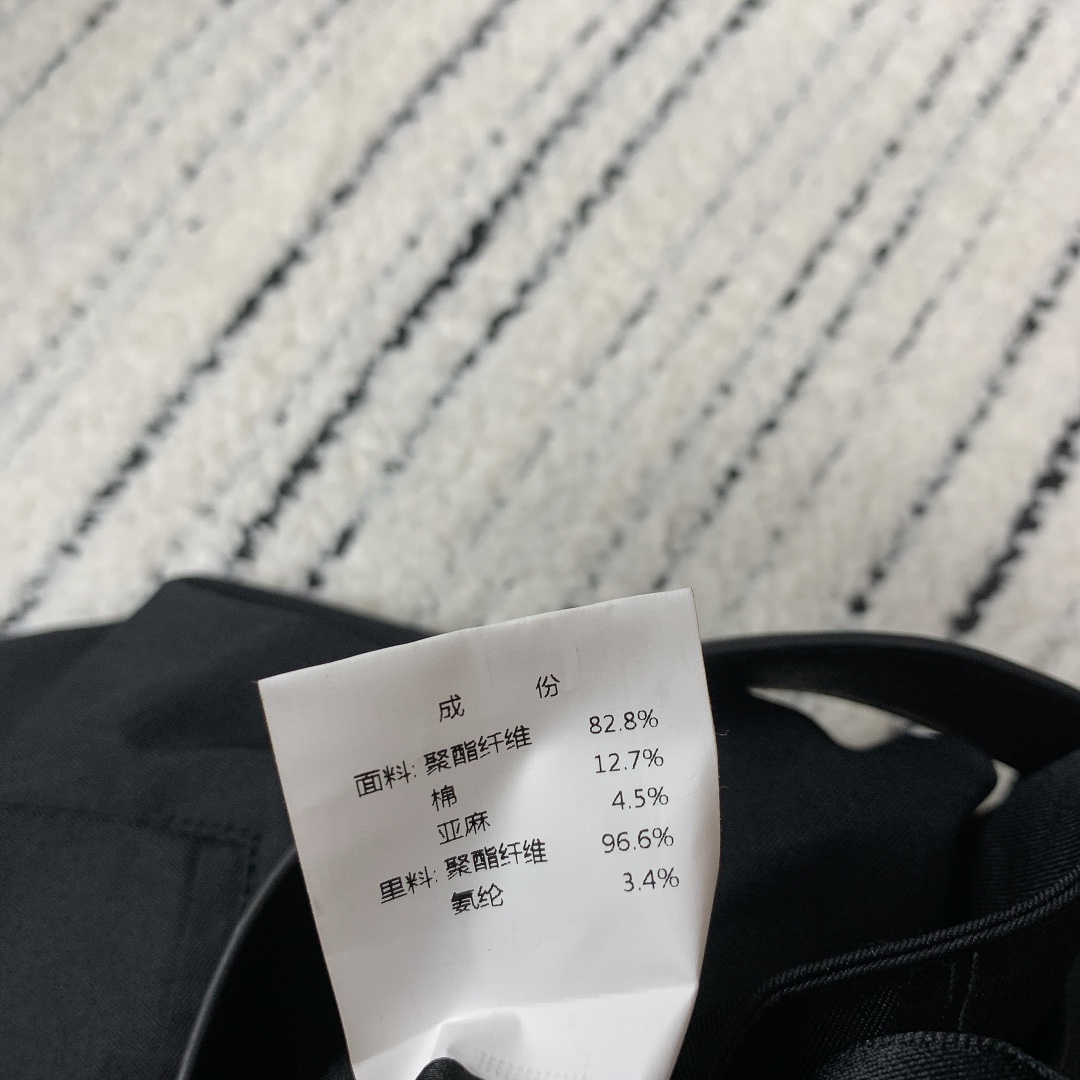 成 份
面料: 聚酯纤维 82.8%
棉 12.7%
亚麻 4.5%
里料: 聚酯纤维 96.6%
氨纶 3.4%